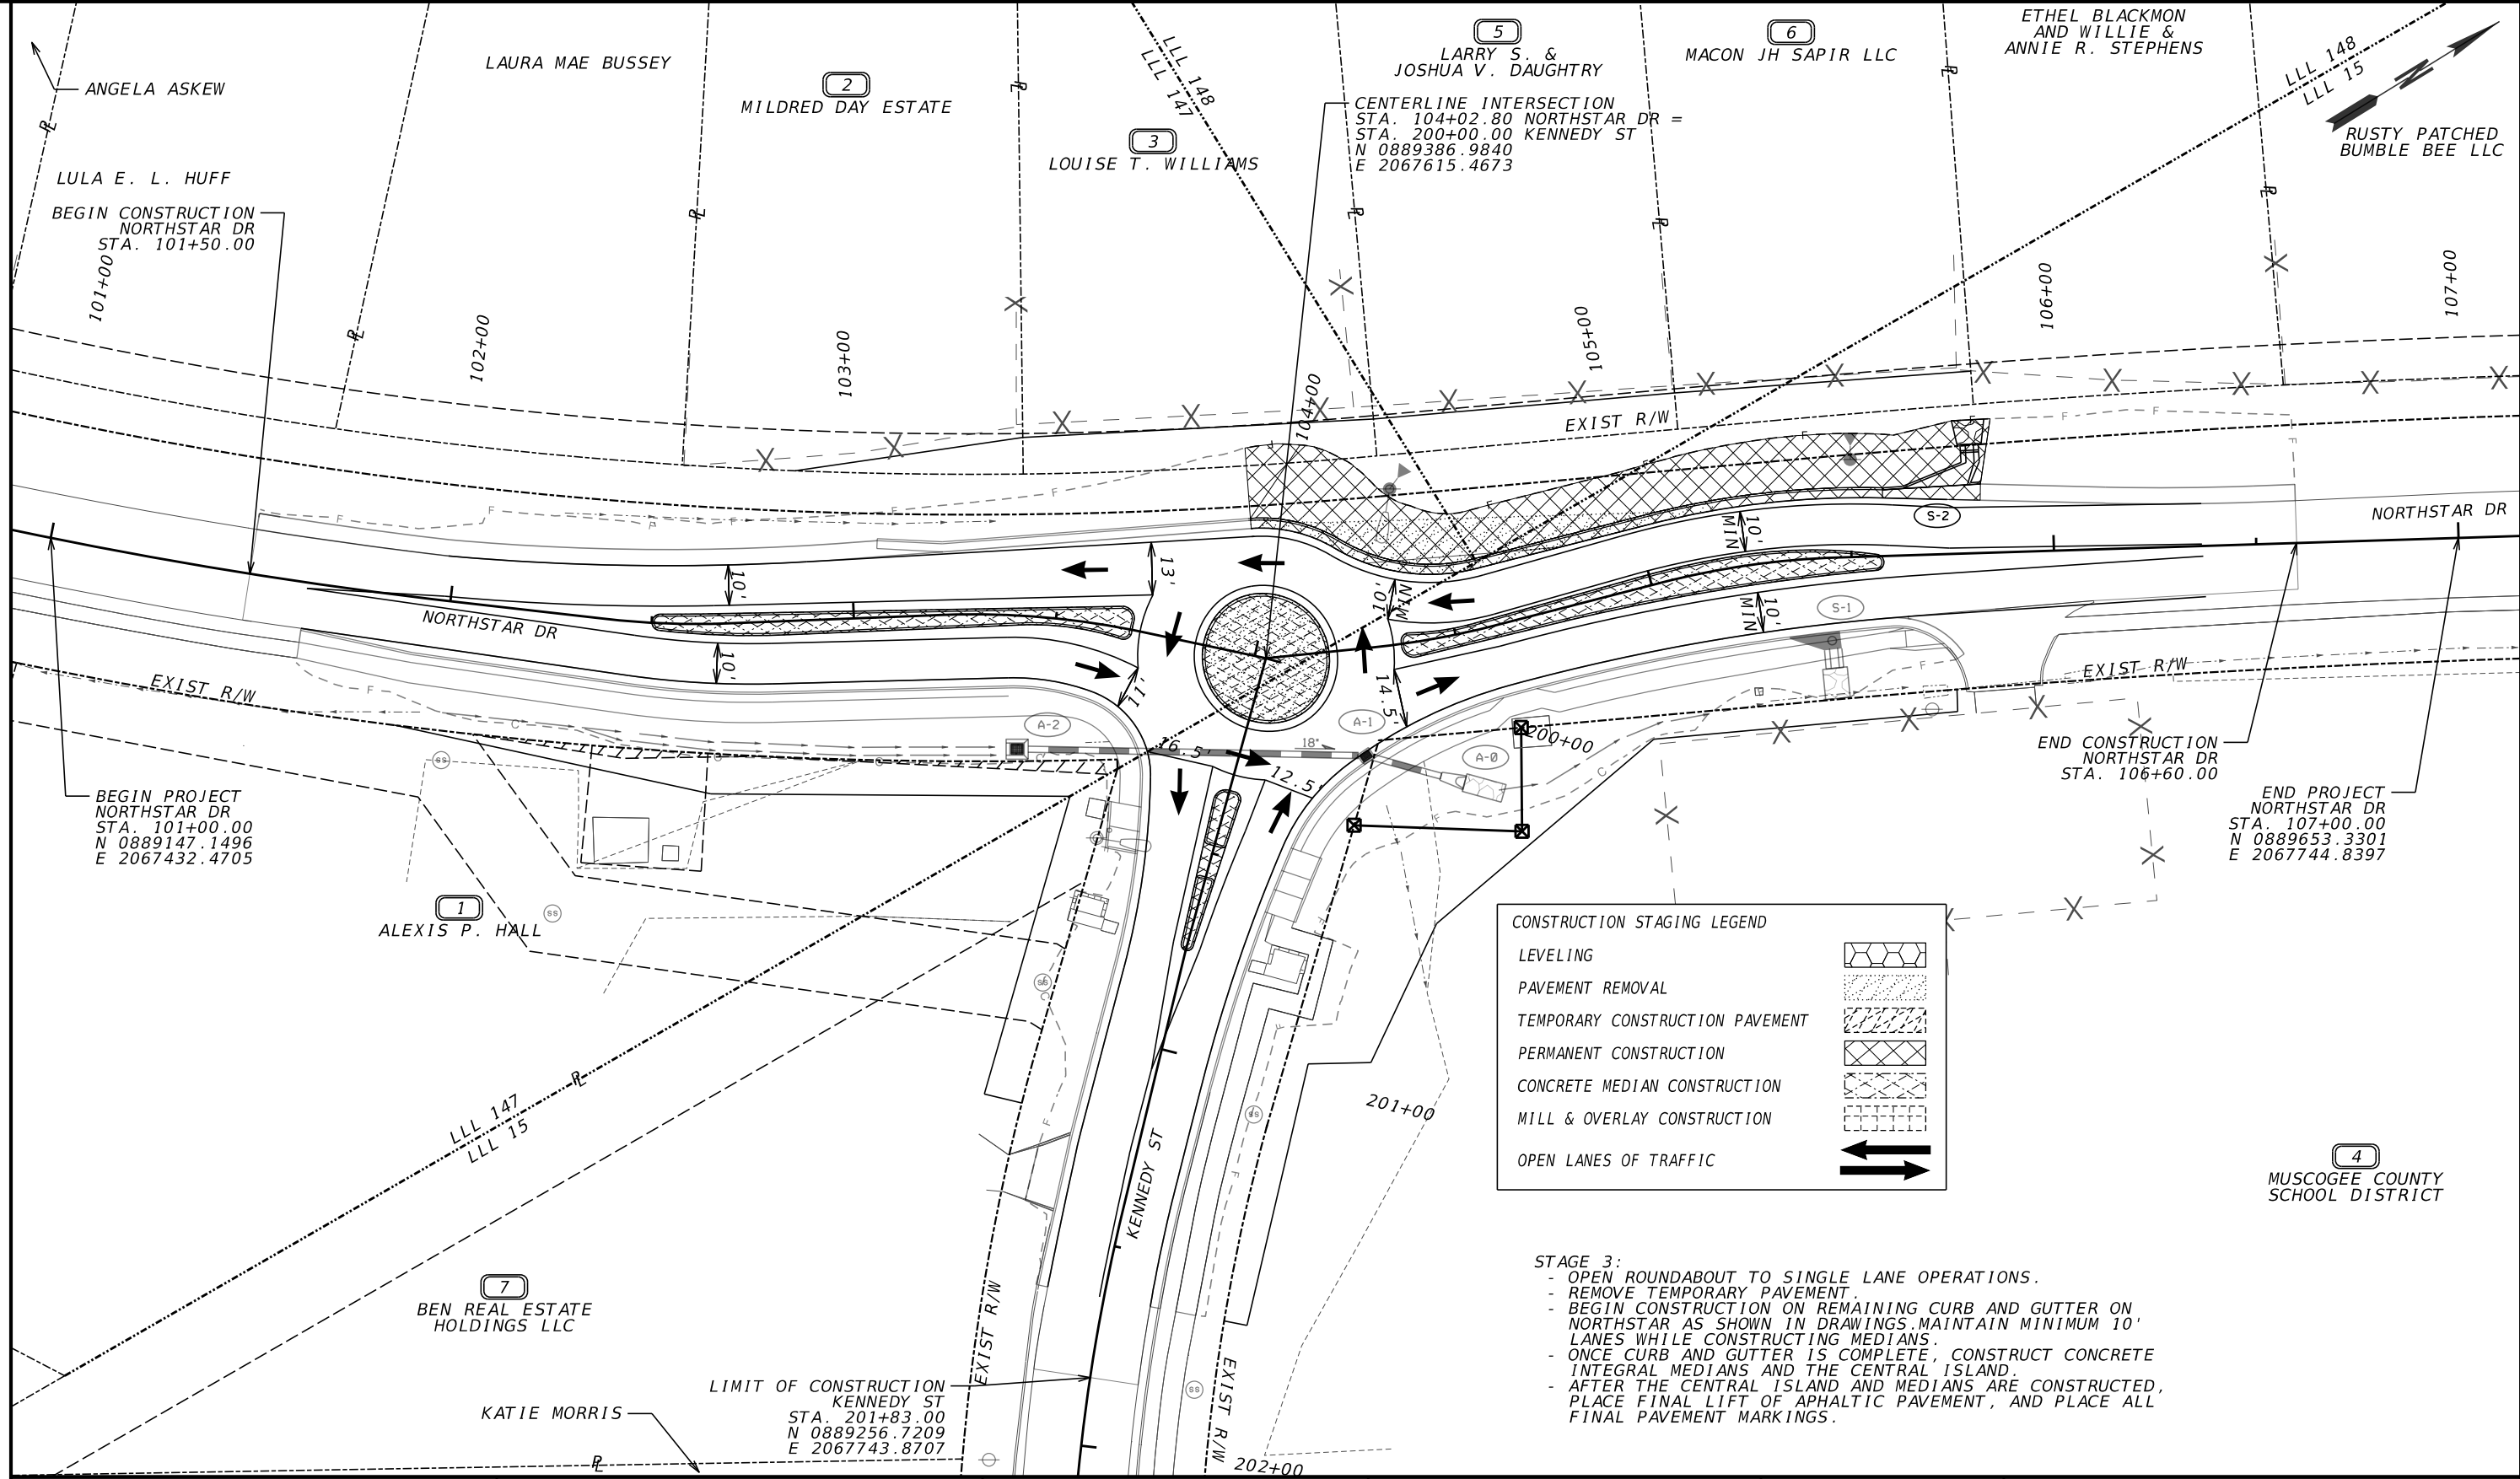 ANGELA ASKEW
LAURA MAE BUSSEY
2
MILDRED DAY ESTATE
3
LOUISE T. WILLIAMS
LLL 148
LLL 147
5
LARRY S. &
JOSHUA V. DAUGHTRY
6
MACON JH SAPIR LLC
ETHEL BLACKMON
AND WILLIE &
ANNIE R. STEPHENS
LLL 148
LLL 15
N
RUSTY PATCHED
BUMBLE BEE LLC
CENTERLINE INTERSECTION
STA. 104+02.80 NORTHSTAR DR =
STA. 200+00.00 KENNEDY ST
N 0889386.9840
E 2067615.4673
LULA E. L. HUFF
BEGIN CONSTRUCTION
NORTHSTAR DR
STA. 101+50.00
101+00
102+00
103+00
104+00
105+00
106+00
107+00
EXIST R/W
S-2
NORTHSTAR DR
10'
13'
10'
MIN
10'
MIN
10'
MIN
S-1
NORTHSTAR DR
10'
11'
14.5'
EXIST R/W
EXIST R/W
A-2
A-1
A-0
16.5'
18"
12.5'
200+00
BEGIN PROJECT
NORTHSTAR DR
STA. 101+00.00
N 0889147.1496
E 2067432.4705
END CONSTRUCTION
NORTHSTAR DR
STA. 106+60.00
END PROJECT
NORTHSTAR DR
STA. 107+00.00
N 0889653.3301
E 2067744.8397
1
ALEXIS P. HALL
SS
SS
SS
SS
SS
CONSTRUCTION STAGING LEGEND
LEVELING
PAVEMENT REMOVAL
TEMPORARY CONSTRUCTION PAVEMENT
PERMANENT CONSTRUCTION
CONCRETE MEDIAN CONSTRUCTION
MILL & OVERLAY CONSTRUCTION
OPEN LANES OF TRAFFIC
LLL 147
LLL 15
201+00
KENNEDY ST
4
MUSCOGEE COUNTY
SCHOOL DISTRICT
7
BEN REAL ESTATE
HOLDINGS LLC
EXIST R/W
EXIST R/W
LIMIT OF CONSTRUCTION
KENNEDY ST
STA. 201+83.00
N 0889256.7209
E 2067743.8707
KATIE MORRIS
202+00
STAGE 3:
- OPEN ROUNDABOUT TO SINGLE LANE OPERATIONS.
- REMOVE TEMPORARY PAVEMENT.
- BEGIN CONSTRUCTION ON REMAINING CURB AND GUTTER ON
NORTHSTAR AS SHOWN IN DRAWINGS.MAINTAIN MINIMUM 10'
LANES WHILE CONSTRUCTING MEDIANS.
- ONCE CURB AND GUTTER IS COMPLETE, CONSTRUCT CONCRETE
INTEGRAL MEDIANS AND THE CENTRAL ISLAND.
- AFTER THE CENTRAL ISLAND AND MEDIANS ARE CONSTRUCTED,
PLACE FINAL LIFT OF APHALTIC PAVEMENT, AND PLACE ALL
FINAL PAVEMENT MARKINGS.